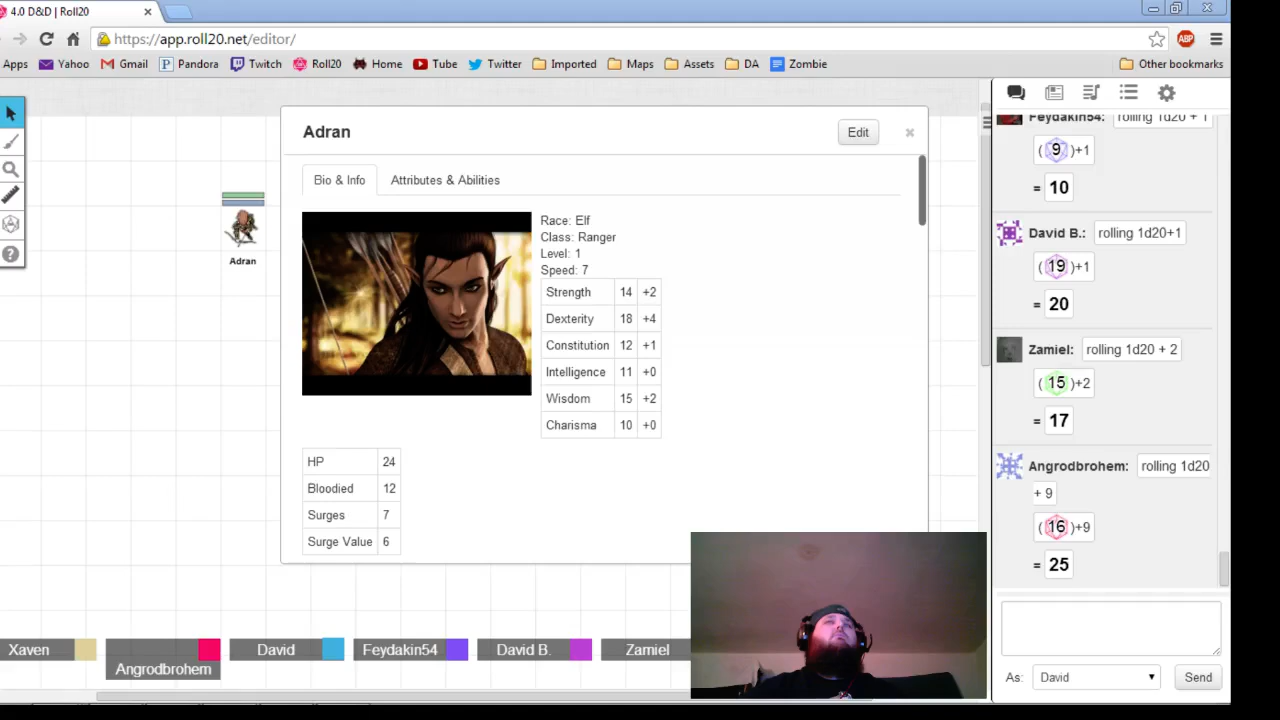 4.0 D&D | Roll20
https://app.roll20.net/editor/
ABP
Apps Yahoo Gmail Pandora Twitch Roll20 Home Tube Twitter Imported Maps Assets DA Zombie Other bookmarks
Adran
Edit
Bio & Info
Attributes & Abilities
Race: Elf
Class: Ranger
Level: 1
Speed: 7
Strength 14 +2
Dexterity 18 +4
Constitution 12 +1
Intelligence 11 +0
Wisdom 15 +2
Charisma 10 +0
HP 24
Bloodied 12
Surges 7
Surge Value 6
Adran
Feydakin54: rolling 1d20 + 1
(9)+1
= 10
David B.: rolling 1d20+1
(19)+1
= 20
Zamiel: rolling 1d20 + 2
(15)+2
= 17
Angrodbrohem: rolling 1d20
+ 9
(16)+9
= 25
As: David Send
Xaven
Angrodbrohem
David
Feydakin54
David B.
Zamiel